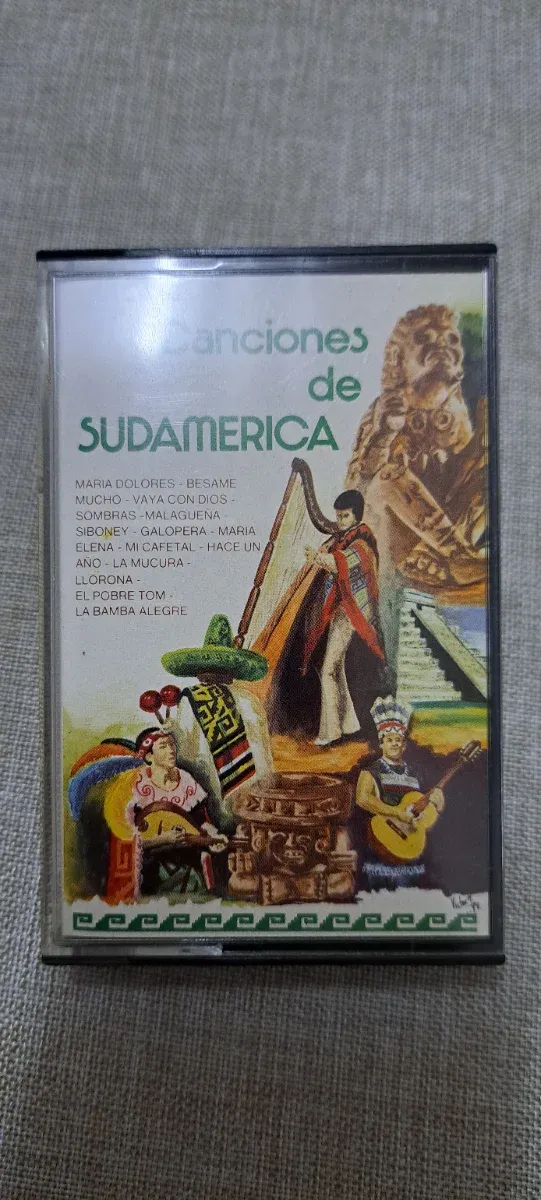 Canciones
de
SUDAMERICA
MARIA DOLORES - BESAME
MUCHO - VAYA CON DIOS -
SOMBRAS - MALAGUENA -
SIBONEY - GALOPERA - MARIA
ELENA - MI CAFETAL - HACE UN
AÑO - LA MUCURA -
LLORONA -
EL POBRE TOM -
LA BAMBA ALEGRE